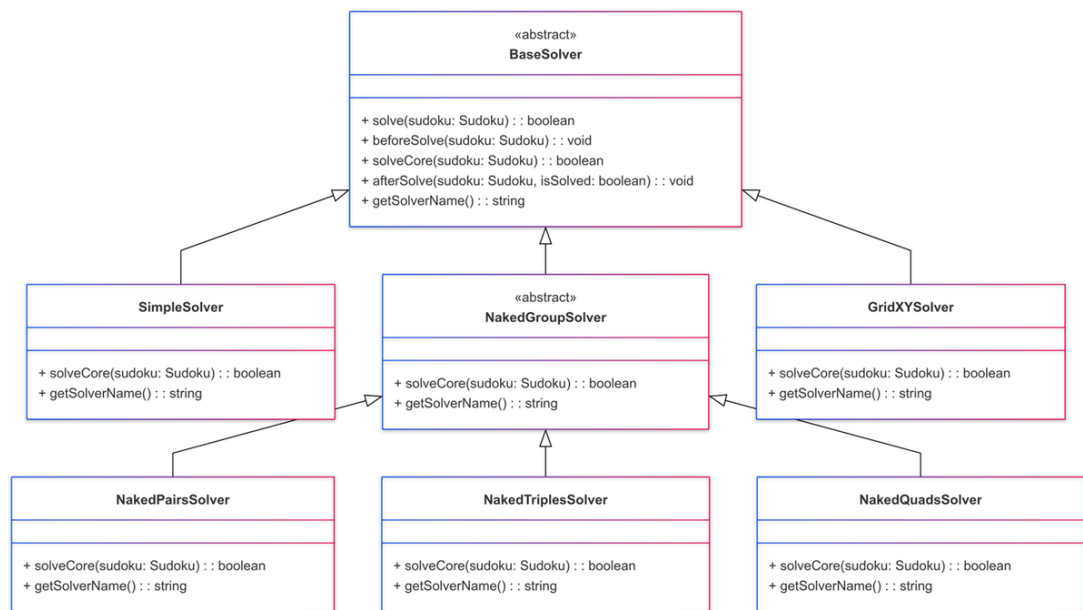 «abstract»
BaseSolver
+ solve(sudoku: Sudoku) : : boolean
+ beforeSolve(sudoku: Sudoku) : : void
+ solveCore(sudoku: Sudoku) : : boolean
+ afterSolve(sudoku: Sudoku, isSolved: boolean) : : void
+ getSolverName() : : string
SimpleSolver
+ solveCore(sudoku: Sudoku) : : boolean
+ getSolverName() : : string
«abstract»
NakedGroupSolver
+ solveCore(sudoku: Sudoku) : : boolean
+ getSolverName() : : string
GridXYSolver
+ solveCore(sudoku: Sudoku) : : boolean
+ getSolverName() : : string
NakedPairsSolver
+ solveCore(sudoku: Sudoku) : : boolean
+ getSolverName() : : string
NakedTriplesSolver
+ solveCore(sudoku: Sudoku) : : boolean
+ getSolverName() : : string
NakedQuadsSolver
+ solveCore(sudoku: Sudoku) : : boolean
+ getSolverName() : : string